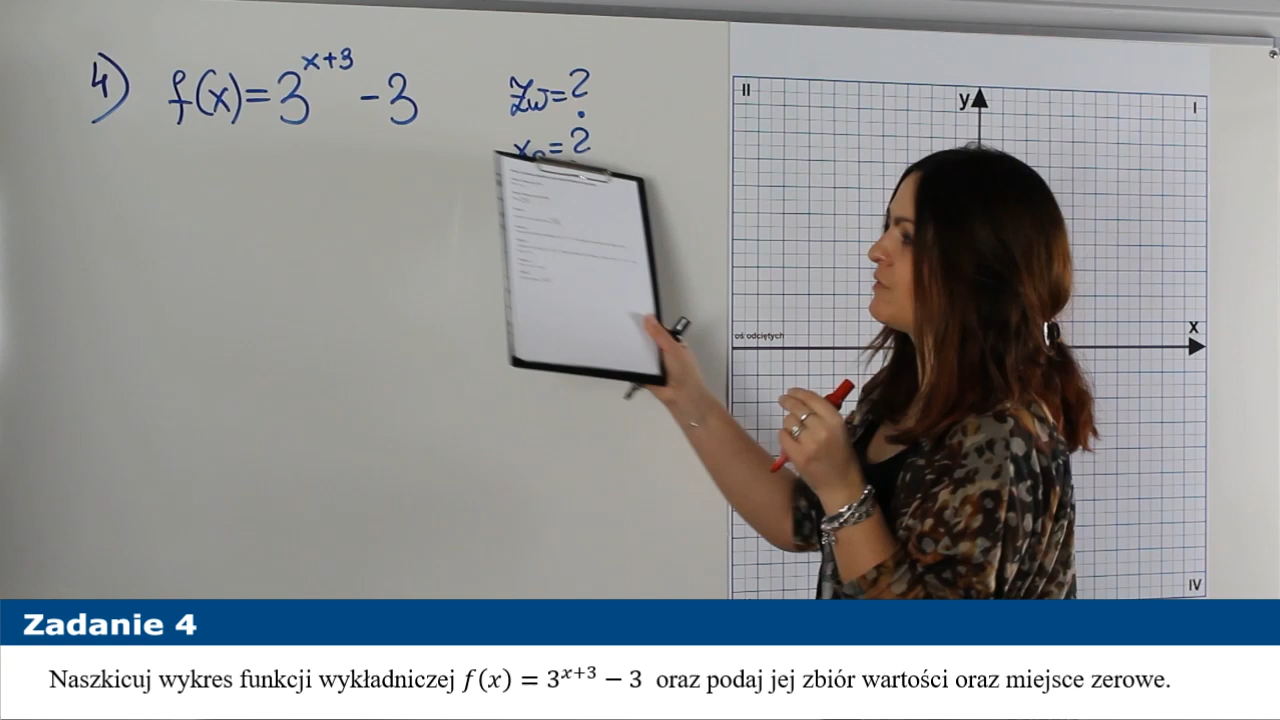 4) f(x) = 3^{x+3} - 3
Zw = ?
x₀ = ?
II
I
y
x
oś odciętych
IV
Zadanie 4
Naszkicuj wykres funkcji wykładniczej f(x) = 3^{x+3} − 3 oraz podaj jej zbiór wartości oraz miejsce zerowe.